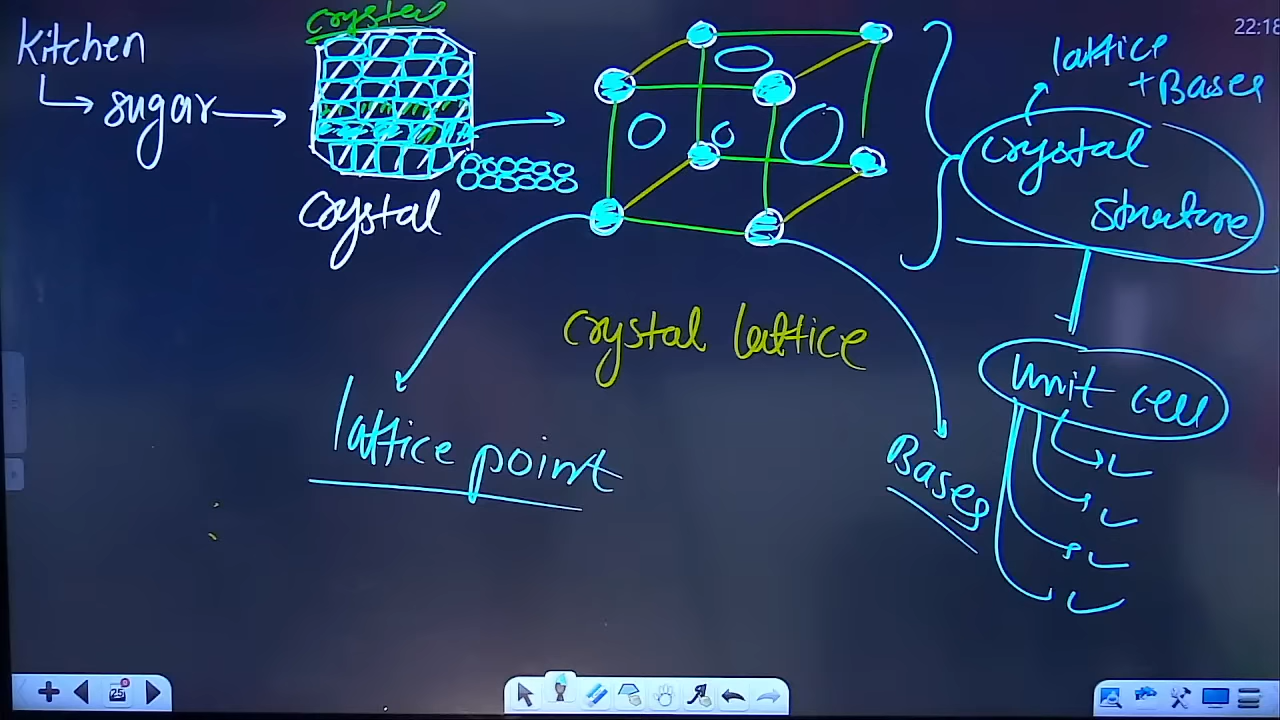 Kitchen
sugar
crystal
crystal
crystal lattice
lattice point
Bases
lattice
+ Bases
crystal
structure
unit cell
22:18
25